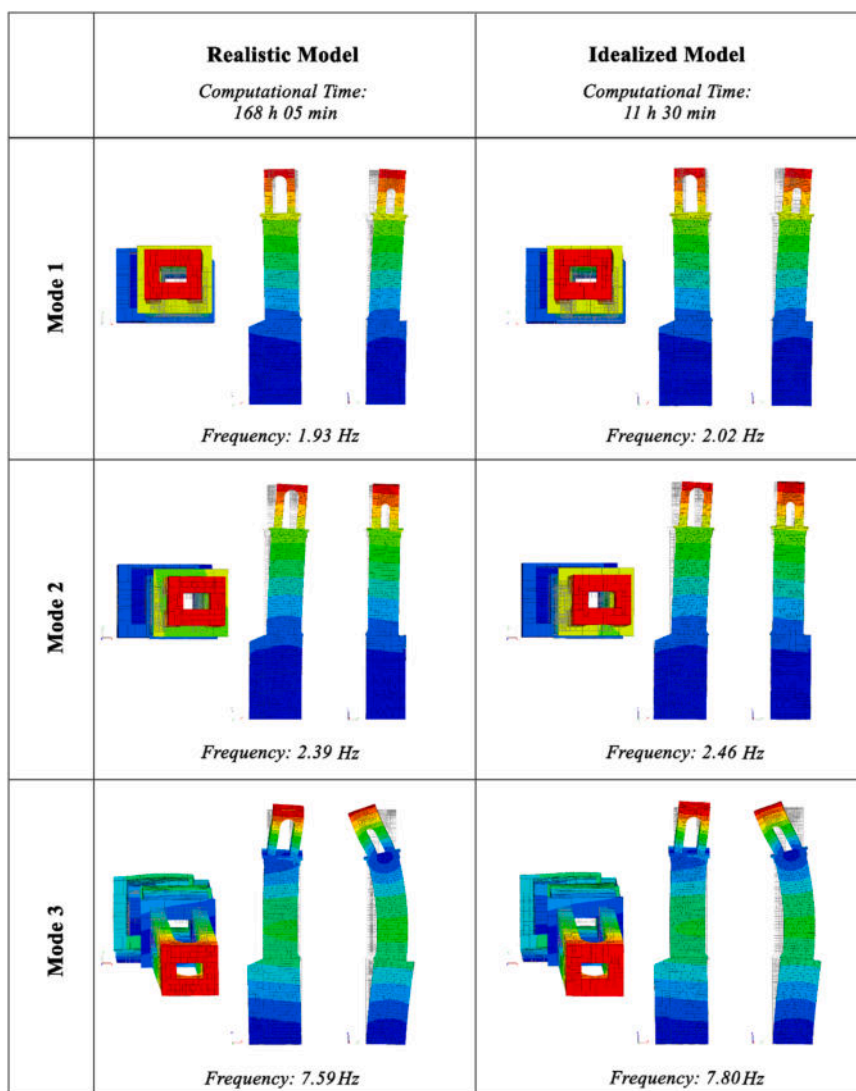 Realistic Model
Computational Time:
168 h 05 min
Idealized Model
Computational Time:
11 h 30 min
Mode 1
Frequency: 1.93 Hz
Frequency: 2.02 Hz
Mode 2
Frequency: 2.39 Hz
Frequency: 2.46 Hz
Mode 3
Frequency: 7.59 Hz
Frequency: 7.80 Hz